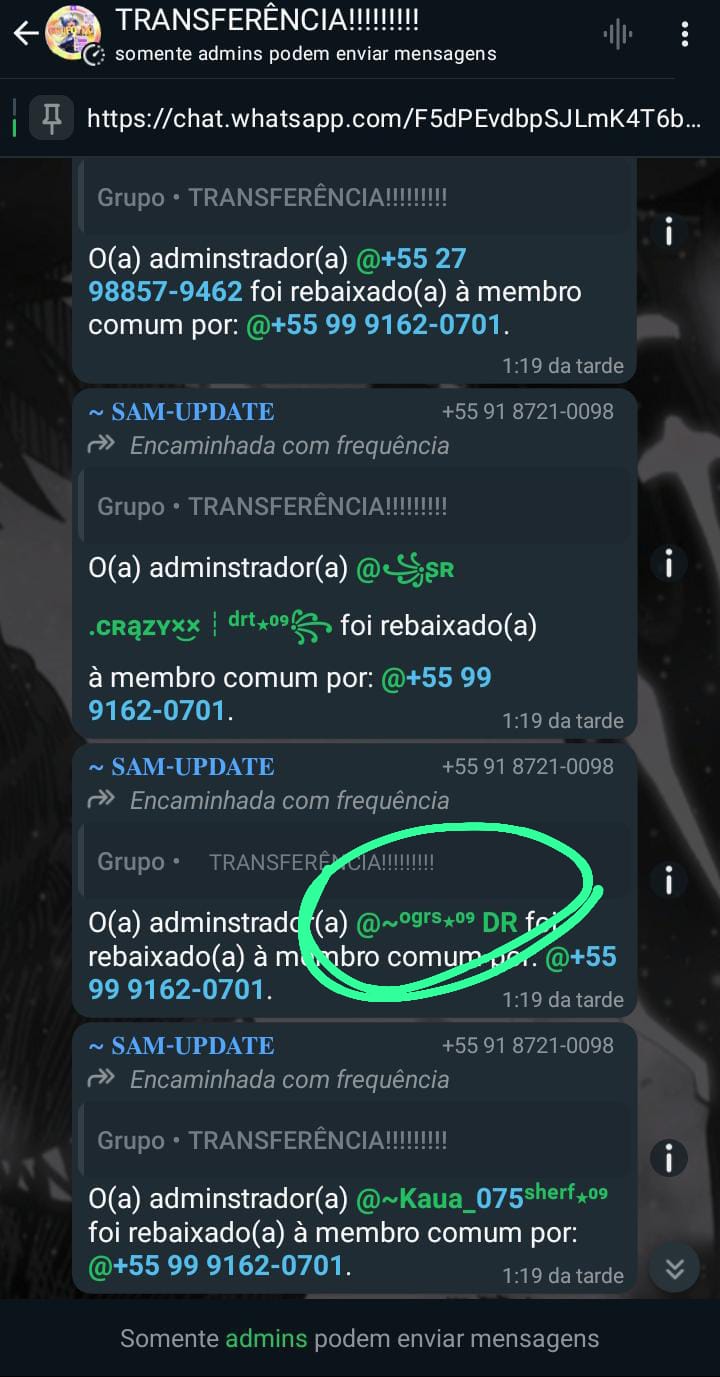 TRANSFERÊNCIA!!!!!!!!!
somente admins podem enviar mensagens
https://chat.whatsapp.com/F5dPEvdbpSJLmK4T6b...
Grupo • TRANSFERÊNCIA!!!!!!!!!
O(a) adminstrador(a) @+55 27
98857-9462 foi rebaixado(a) à membro
comum por: @+55 99 9162-0701.
1:19 da tarde
~ SAM-UPDATE +55 91 8721-0098
Encaminhada com frequência
Grupo • TRANSFERÊNCIA!!!!!!!!!
O(a) adminstrador(a) @꧁ঔৣSR
.CRĄZY×͜× ┆ ᵈʳᵗ⋆⁰⁹꧂ foi rebaixado(a)
à membro comum por: @+55 99
9162-0701.
1:19 da tarde
~ SAM-UPDATE +55 91 8721-0098
Encaminhada com frequência
Grupo • TRANSFERÊNCIA!!!!!!!!!
O(a) adminstrador(a) @~ᵒᵍʳˢ⋆⁰⁹ DR foi
rebaixado(a) à membro comum por: @+55
99 9162-0701.
1:19 da tarde
~ SAM-UPDATE +55 91 8721-0098
Encaminhada com frequência
Grupo • TRANSFERÊNCIA!!!!!!!!!
O(a) adminstrador(a) @~Kaua_075ˢʰᵉʳᶠ⋆⁰⁹
foi rebaixado(a) à membro comum por:
@+55 99 9162-0701.
1:19 da tarde
Somente admins podem enviar mensagens